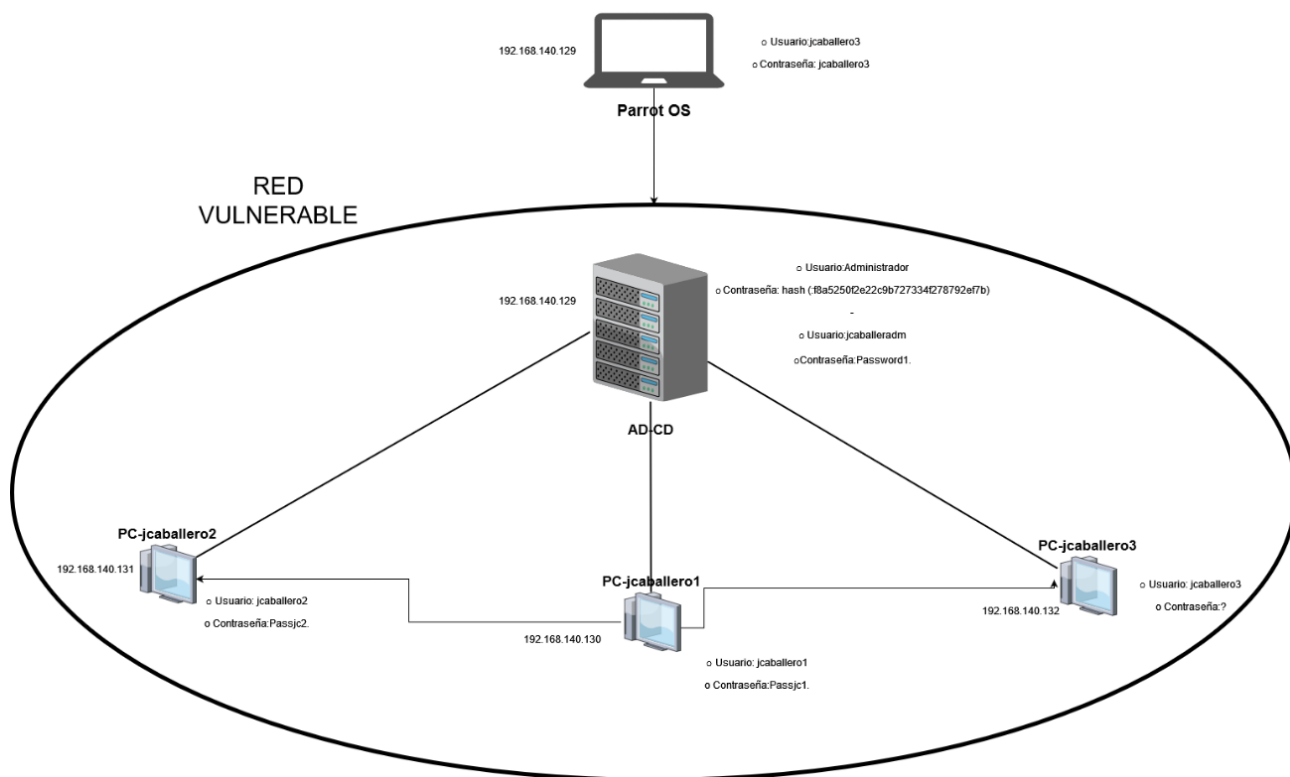 192.168.140.129
o Usuario:jcaballero3
o Contraseña: jcaballero3
Parrot OS
RED
VULNERABLE
o Usuario:Administrador
192.168.140.129
o Contraseña: hash (:f8a5250f2e22c9b727334f278792ef7b)
-
o Usuario:jcaballeradm
oContraseña:Password1.
AD-CD
PC-jcaballero2
192.168.140.131
o Usuario: jcaballero2
o Contraseña:Passjc2.
PC-jcaballero1
192.168.140.130
o Usuario: jcaballero1
o Contraseña:Passjc1.
PC-jcaballero3
192.168.140.132
o Usuario: jcaballero3
o Contraseña:?